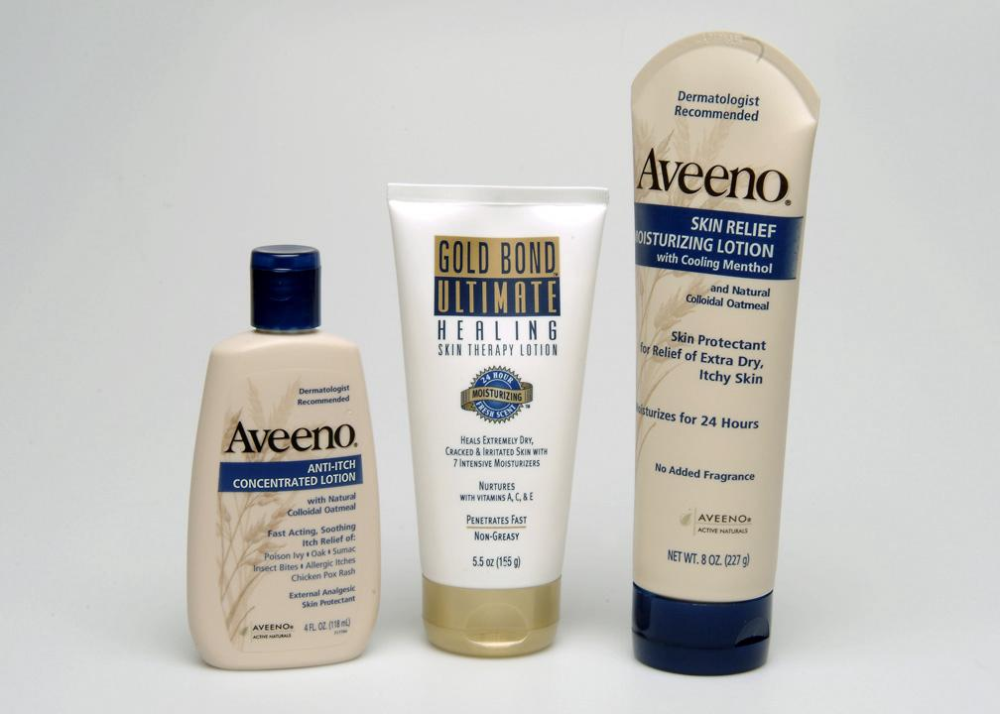 Dermatologist
Recommended
Aveeno®
ANTI-ITCH
CONCENTRATED LOTION
with Natural
Colloidal Oatmeal
Fast Acting, Soothing
Itch Relief of:
Poison Ivy • Oak • Sumac
Insect Bites • Allergic Itches
Chicken Pox Rash
External Analgesic
Skin Protectant
AVEENO®
ACTIVE NATURALS
4 FL. OZ. (118 mL)
GOLD BOND™
ULTIMATE
HEALING
SKIN THERAPY LOTION
24 HOUR
MOISTURIZING™
FRESH SCENT
HEALS EXTREMELY DRY,
CRACKED & IRRITATED SKIN WITH
7 INTENSIVE MOISTURIZERS
NURTURES
WITH VITAMINS A, C, & E
PENETRATES FAST
NON-GREASY
5.5 oz (155 g)
Dermatologist
Recommended
Aveeno®
SKIN RELIEF
MOISTURIZING LOTION
with Cooling Menthol
and Natural
Colloidal Oatmeal
Skin Protectant
for Relief of Extra Dry,
Itchy Skin
Moisturizes for 24 Hours
No Added Fragrance
AVEENO®
ACTIVE NATURALS
NET WT. 8 OZ. (227 g)